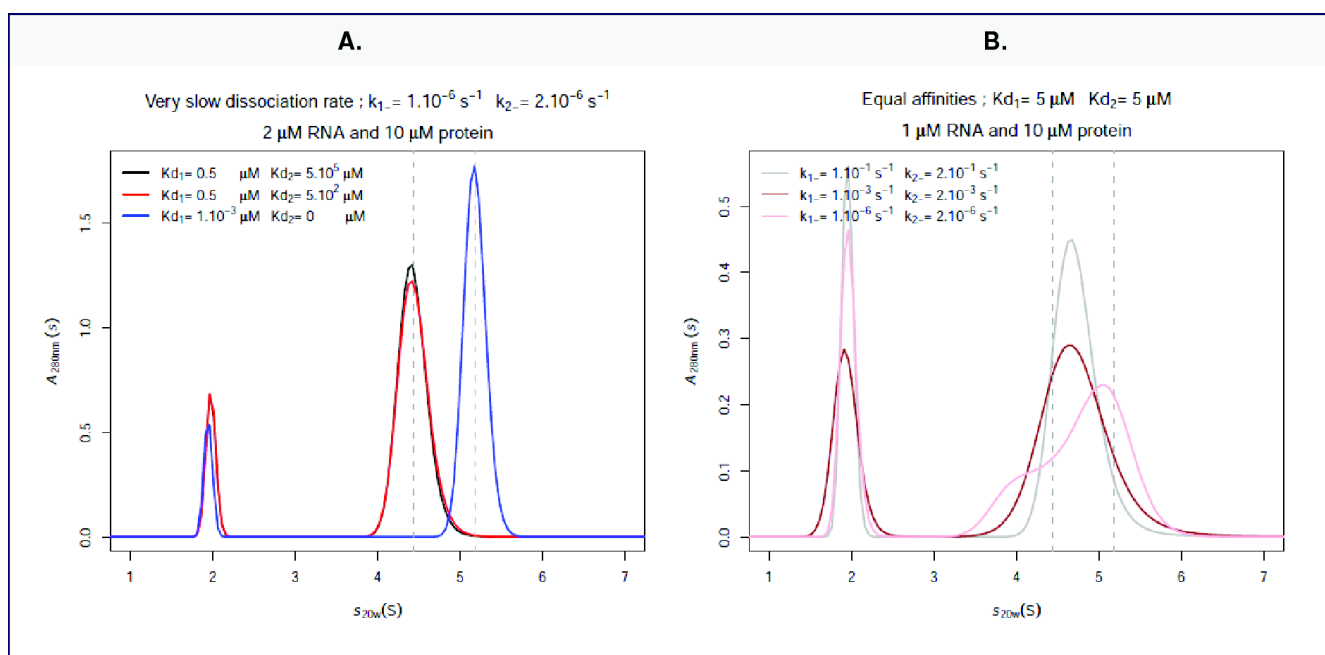 A.
Very slow dissociation rate ; k₁₋= 1.10⁻⁶ s⁻¹ k₂₋= 2.10⁻⁶ s⁻¹
2 μM RNA and 10 μM protein
Kd₁= 0.5 μM Kd₂= 5.10⁵ μM
Kd₁= 0.5 μM Kd₂= 5.10² μM
Kd₁= 1.10⁻³ μM Kd₂= 0 μM
1.5
1.0
0.5
0.0
A₂₈₀ₙₘ(s)
1 2 3 4 5 6 7
s₂₀w(S)
B.
Equal affinities ; Kd₁= 5 μM Kd₂= 5 μM
1 μM RNA and 10 μM protein
k₁₋= 1.10⁻¹ s⁻¹ k₂₋= 2.10⁻¹ s⁻¹
k₁₋= 1.10⁻³ s⁻¹ k₂₋= 2.10⁻³ s⁻¹
k₁₋= 1.10⁻⁶ s⁻¹ k₂₋= 2.10⁻⁶ s⁻¹
0.5
0.4
0.3
0.2
0.1
0.0
A₂₈₀ₙₘ(s)
1 2 3 4 5 6 7
s₂₀w(S)